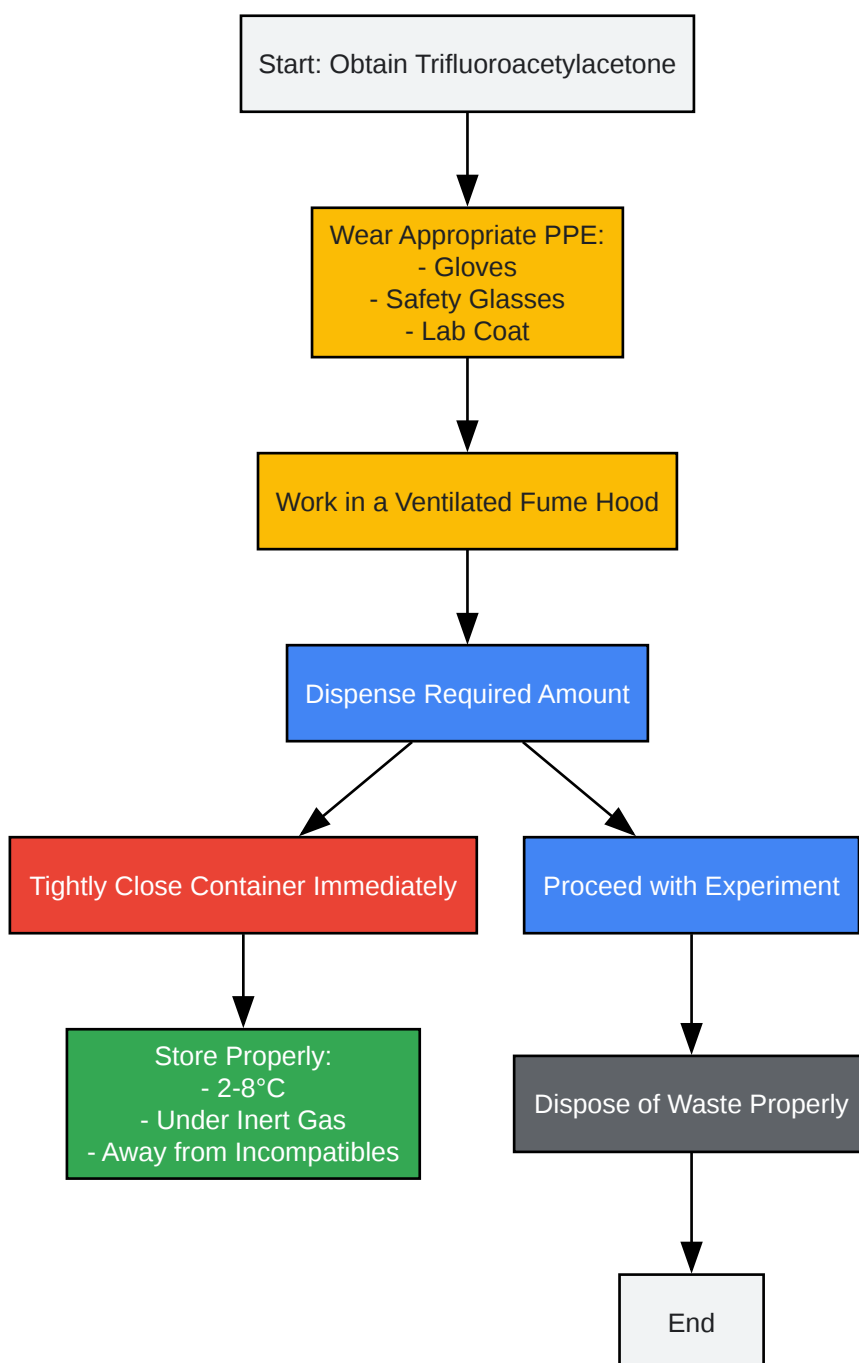 Start: Obtain Trifluoroacetylacetone
Wear Appropriate PPE:
- Gloves
- Safety Glasses
- Lab Coat
Work in a Ventilated Fume Hood
Dispense Required Amount
Tightly Close Container Immediately
Proceed with Experiment
Store Properly:
- 2-8°C
- Under Inert Gas
- Away from Incompatibles
Dispose of Waste Properly
End